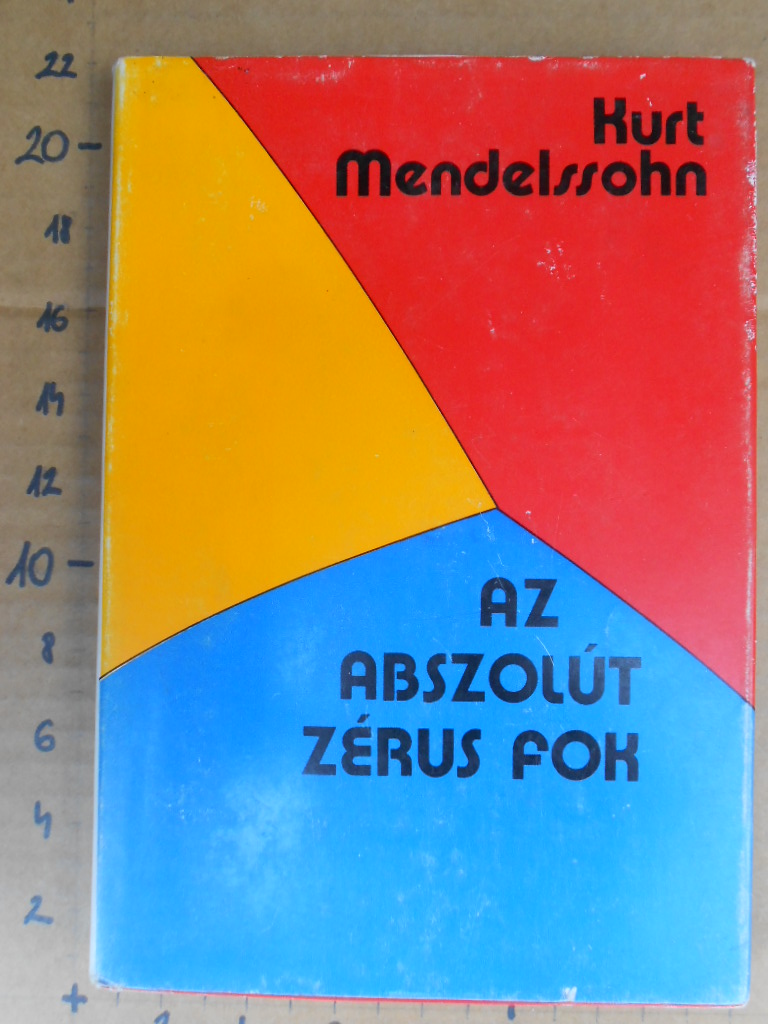 Kurt
Mendelssohn
AZ
ABSZOLÚT
ZÉRUS FOK
22
20
18
16
14
12
10
8
6
4
2